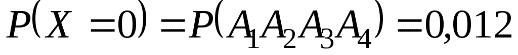 P(X = 0) = P(A₁A₂A₃A₄) = 0,012